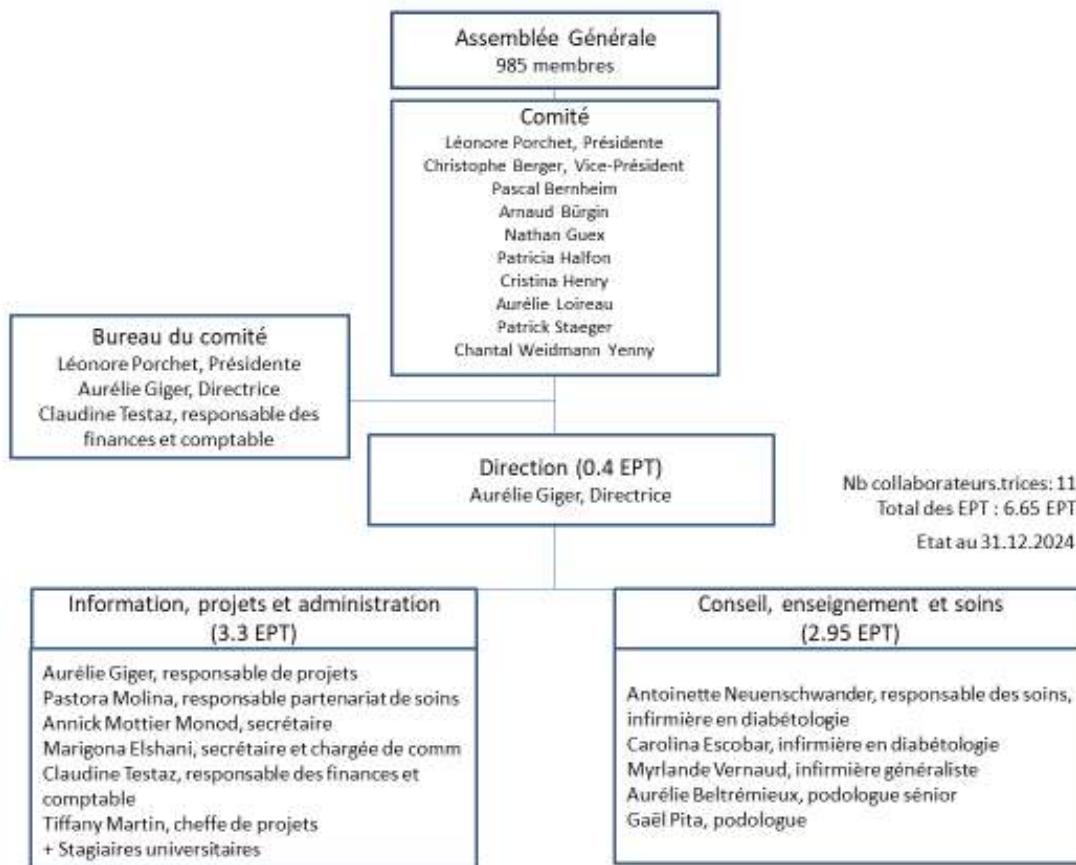 Assemblée Générale
985 membres
Comité
Léonore Porchet, Présidente
Christophe Berger, Vice-Président
Pascal Bernheim
Arnaud Bürgin
Nathan Guex
Patricia Halfon
Cristina Henry
Aurélie Loireau
Patrick Staeger
Chantal Weidmann Yenny
Bureau du comité
Léonore Porchet, Présidente
Aurélie Giger, Directrice
Claudine Testaz, responsable des
finances et comptable
Direction (0.4 EPT)
Aurélie Giger, Directrice
Nb collaborateurs.trices: 11
Total des EPT : 6.65 EPT
Etat au 31.12.2024
Information, projets et administration
(3.3 EPT)
Aurélie Giger, responsable de projets
Pastora Molina, responsable partenariat de soins
Annick Mottier Monod, secrétaire
Marigona Elshani, secrétaire et chargée de comm
Claudine Testaz, responsable des finances et
comptable
Tiffany Martin, cheffe de projets
+ Stagiaires universitaires
Conseil, enseignement et soins
(2.95 EPT)
Antoinette Neuenschwander, responsable des soins,
infirmière en diabétologie
Carolina Escobar, infirmière en diabétologie
Myrlande Vernaud, infirmière généraliste
Aurélie Beltrémieux, podologue sénior
Gaël Pita, podologue